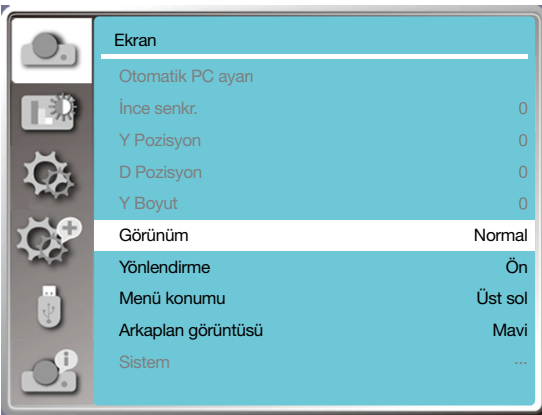 Ekran
Otomatik PC ayarı
İnce senkr. 0
Y Pozisyon 0
D Pozisyon 0
Y Boyut 0
Görünüm Normal
Yönlendirme Ön
Menü konumu Üst sol
Arkaplan görüntüsü Mavi
Sistem ...